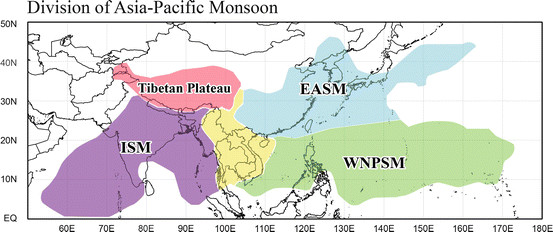 Division of Asia-Pacific Monsoon
50N
40N
30N
20N
10N
EQ
Tibetan Plateau
EASM
ISM
WNPSM
60E 70E 80E 90E 100E 110E 120E 130E 140E 150E 160E 170E 180E